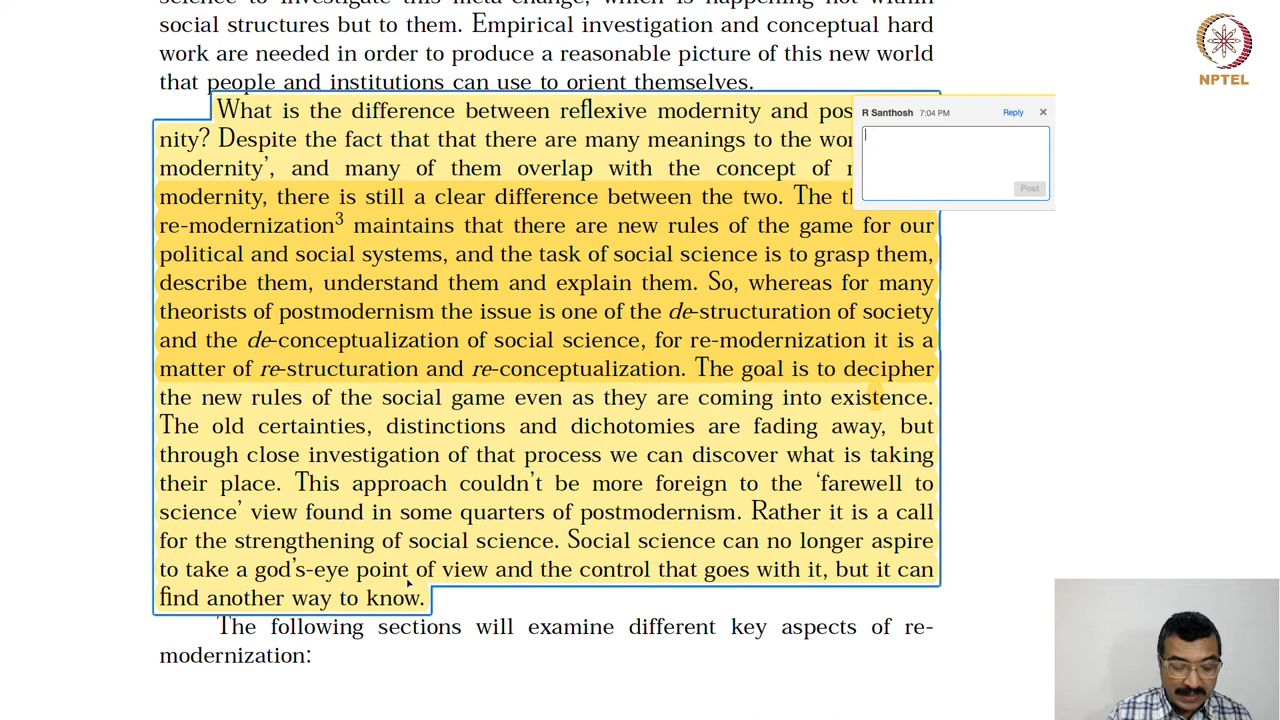 science to investigate this meta-change, which is happening not within
social structures but to them. Empirical investigation and conceptual hard
work are needed in order to produce a reasonable picture of this new world
that people and institutions can use to orient themselves.
What is the difference between reflexive modernity and pos
nity? Despite the fact that that there are many meanings to the wor
modernity’, and many of them overlap with the concept of r
modernity, there is still a clear difference between the two. The th
re-modernization3 maintains that there are new rules of the game for our
political and social systems, and the task of social science is to grasp them,
describe them, understand them and explain them. So, whereas for many
theorists of postmodernism the issue is one of the de-structuration of society
and the de-conceptualization of social science, for re-modernization it is a
matter of re-structuration and re-conceptualization. The goal is to decipher
the new rules of the social game even as they are coming into existence.
The old certainties, distinctions and dichotomies are fading away, but
through close investigation of that process we can discover what is taking
their place. This approach couldn’t be more foreign to the ‘farewell to
science’ view found in some quarters of postmodernism. Rather it is a call
for the strengthening of social science. Social science can no longer aspire
to take a god’s-eye point of view and the control that goes with it, but it can
find another way to know.
The following sections will examine different key aspects of re-
modernization:
R Santhosh 7:04 PM Reply
Post
NPTEL